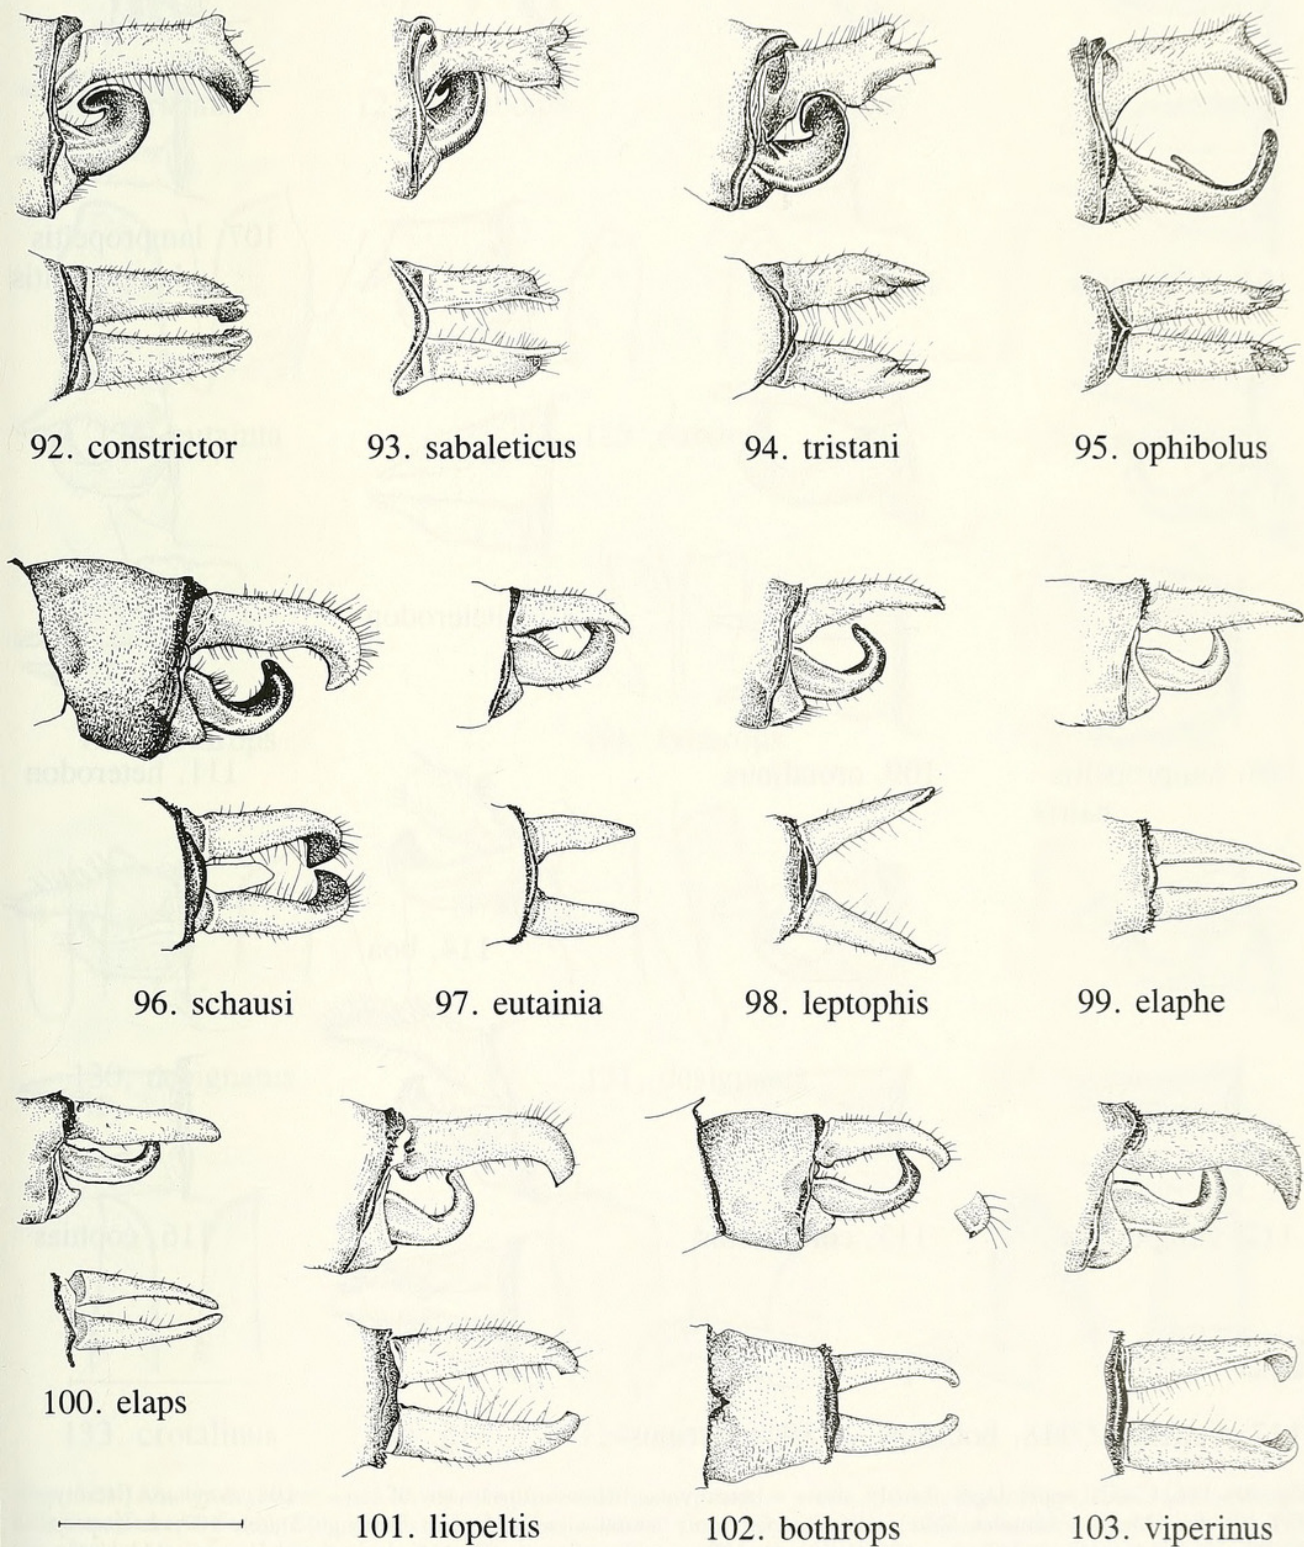 92. constrictor
93. sabaleticus
94. tristani
95. ophibolus
96. schausi
97. eutainia
98. leptophis
99. elaphe
100. elaps
101. liopeltis
102. bothrops
103. viperinus